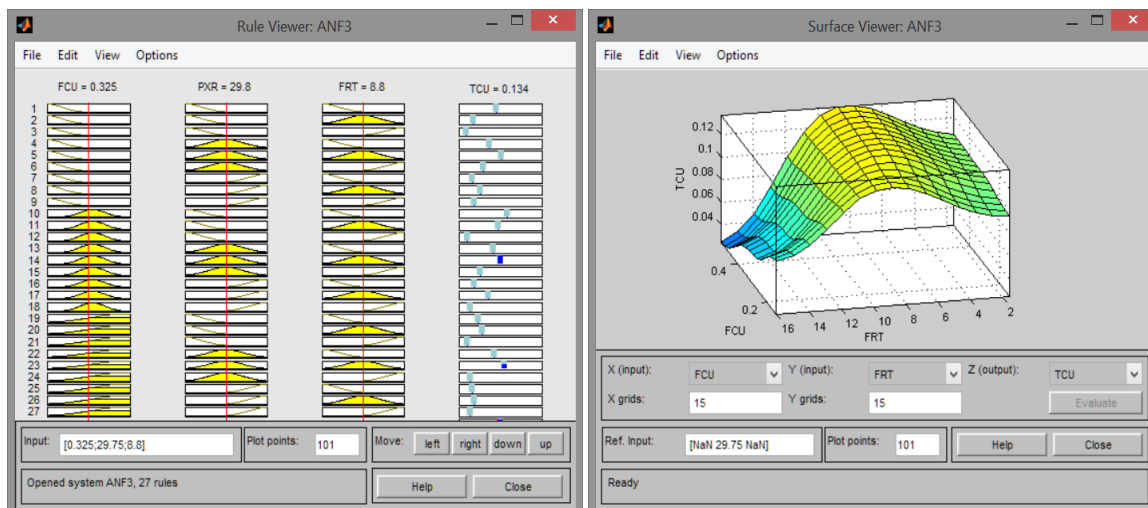 Rule Viewer: ANF3
File Edit View Options
FCU = 0.325 PXR = 29.8 FRT = 8.8 TCU = 0.134
1
2
3
4
5
6
7
8
9
10
11
12
13
14
15
16
17
18
19
20
21
22
23
24
25
26
27
Input: [0.325;29.75;8.8] Plot points: 101 Move: left right down up
Opened system ANF3, 27 rules Help Close
Surface Viewer: ANF3
File Edit View Options
0.12
0.1
0.08
0.06
0.04
TCU
0.4
0.2
FCU
16 14 12 10 8 6 4 2
FRT
X (input): FCU Y (input): FRT Z (output): TCU
X grids: 15 Y grids: 15 Evaluate
Ref. Input: [NaN 29.75 NaN] Plot points: 101 Help Close
Ready